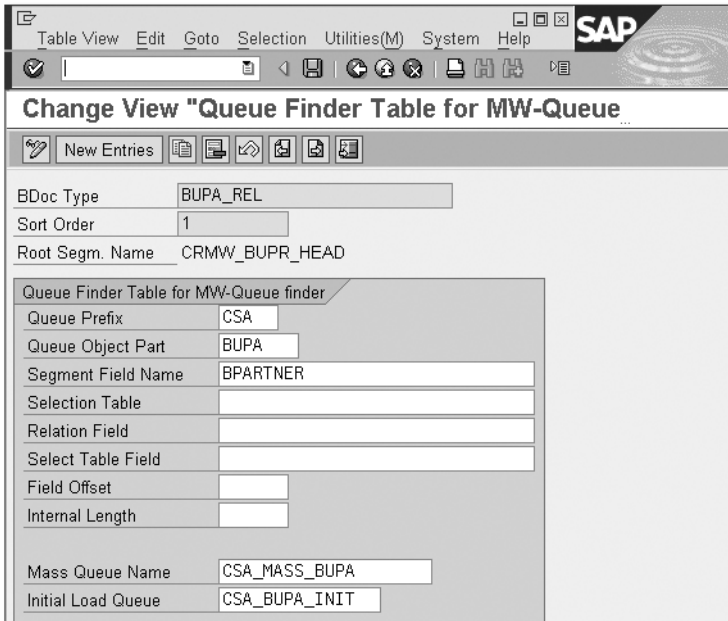 Table View Edit Goto Selection Utilities(M) System Help
SAP
Change View "Queue Finder Table for MW-Queue...
New Entries
BDoc Type BUPA_REL
Sort Order 1
Root Segm. Name CRMW_BUPR_HEAD
Queue Finder Table for MW-Queue finder
Queue Prefix CSA
Queue Object Part BUPA
Segment Field Name BPARTNER
Selection Table
Relation Field
Select Table Field
Field Offset
Internal Length
Mass Queue Name CSA_MASS_BUPA
Initial Load Queue CSA_BUPA_INIT